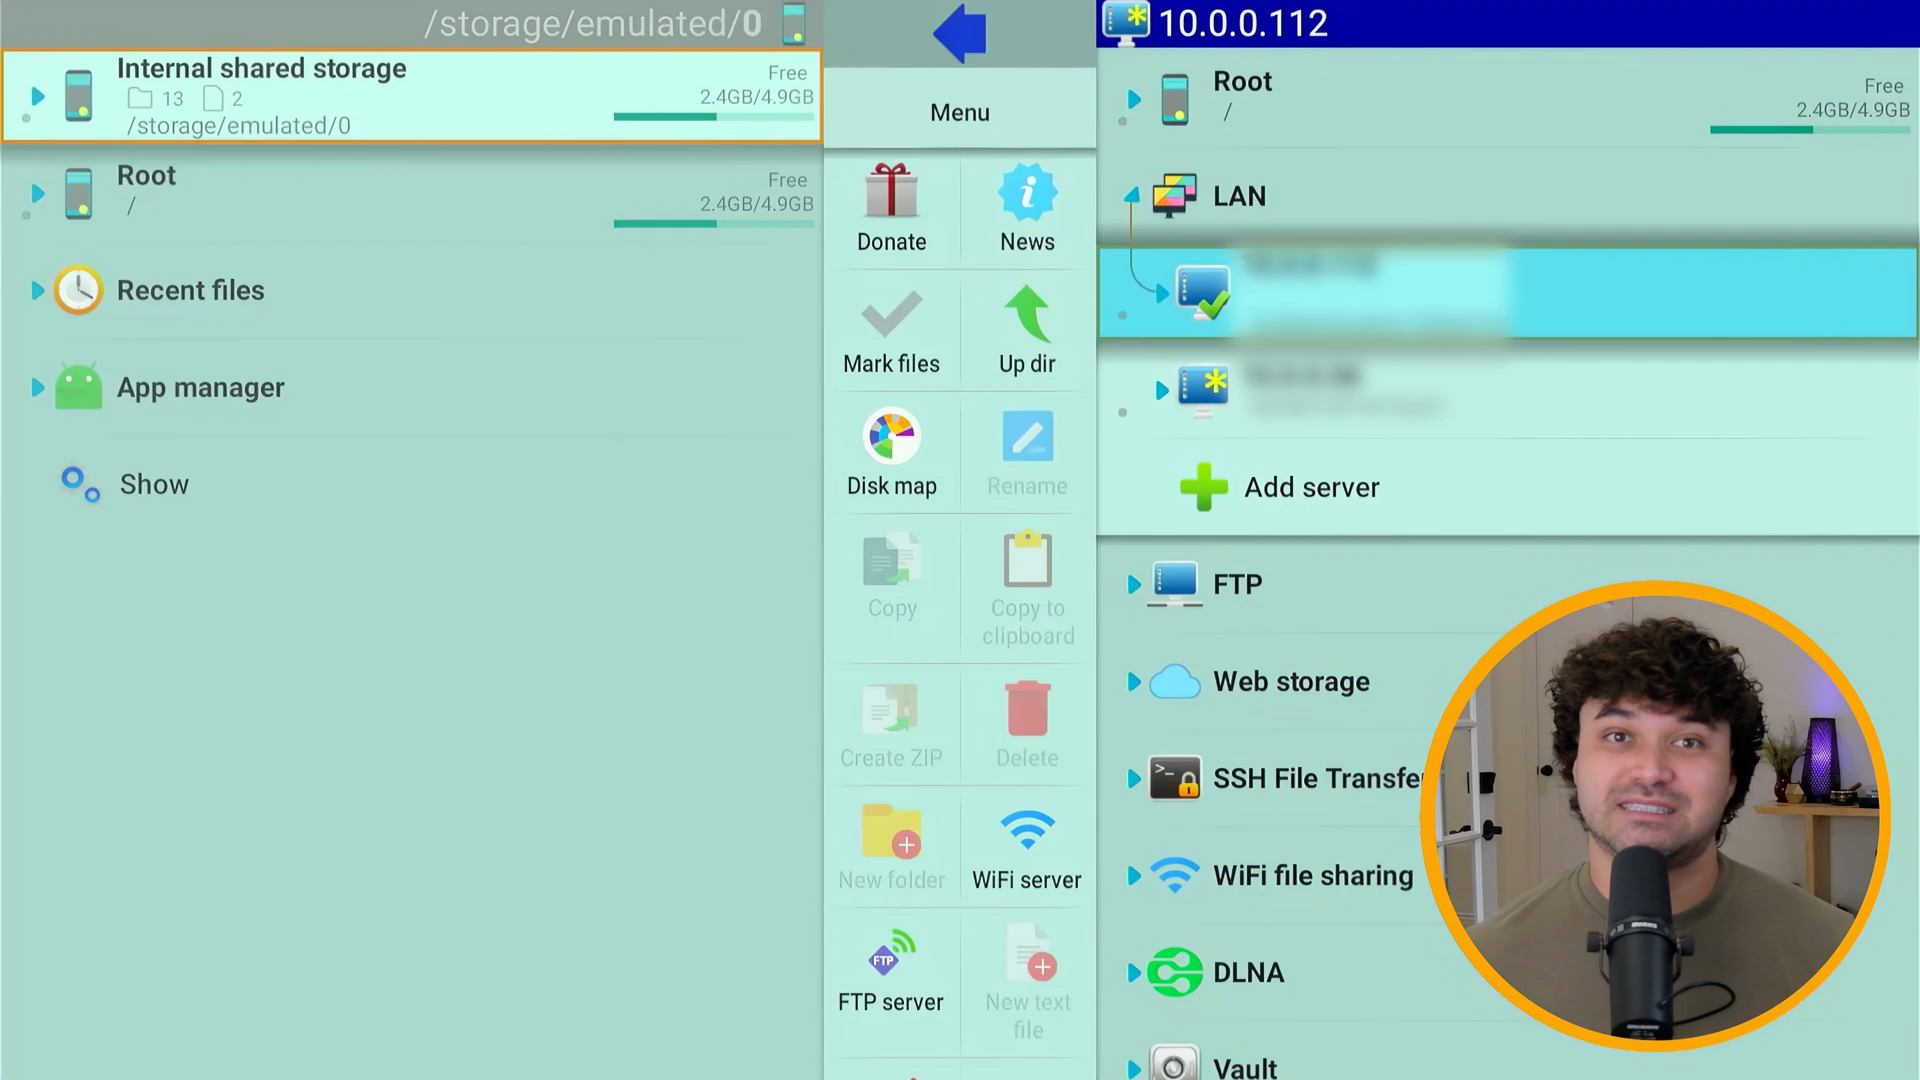 /storage/emulated/0
Internal shared storage
13
2
/storage/emulated/0
Free
2.4GB/4.9GB
Root
/
Free
2.4GB/4.9GB
Recent files
App manager
Show
Menu
Donate
News
Mark files
Up dir
Disk map
Rename
Copy
Copy to
clipboard
Create ZIP
Delete
New folder
WiFi server
FTP
FTP server
New text
file
10.0.0.112
Root
/
Free
2.4GB/4.9GB
LAN
Add server
FTP
Web storage
SSH File Transfer
WiFi file sharing
DLNA
Vault